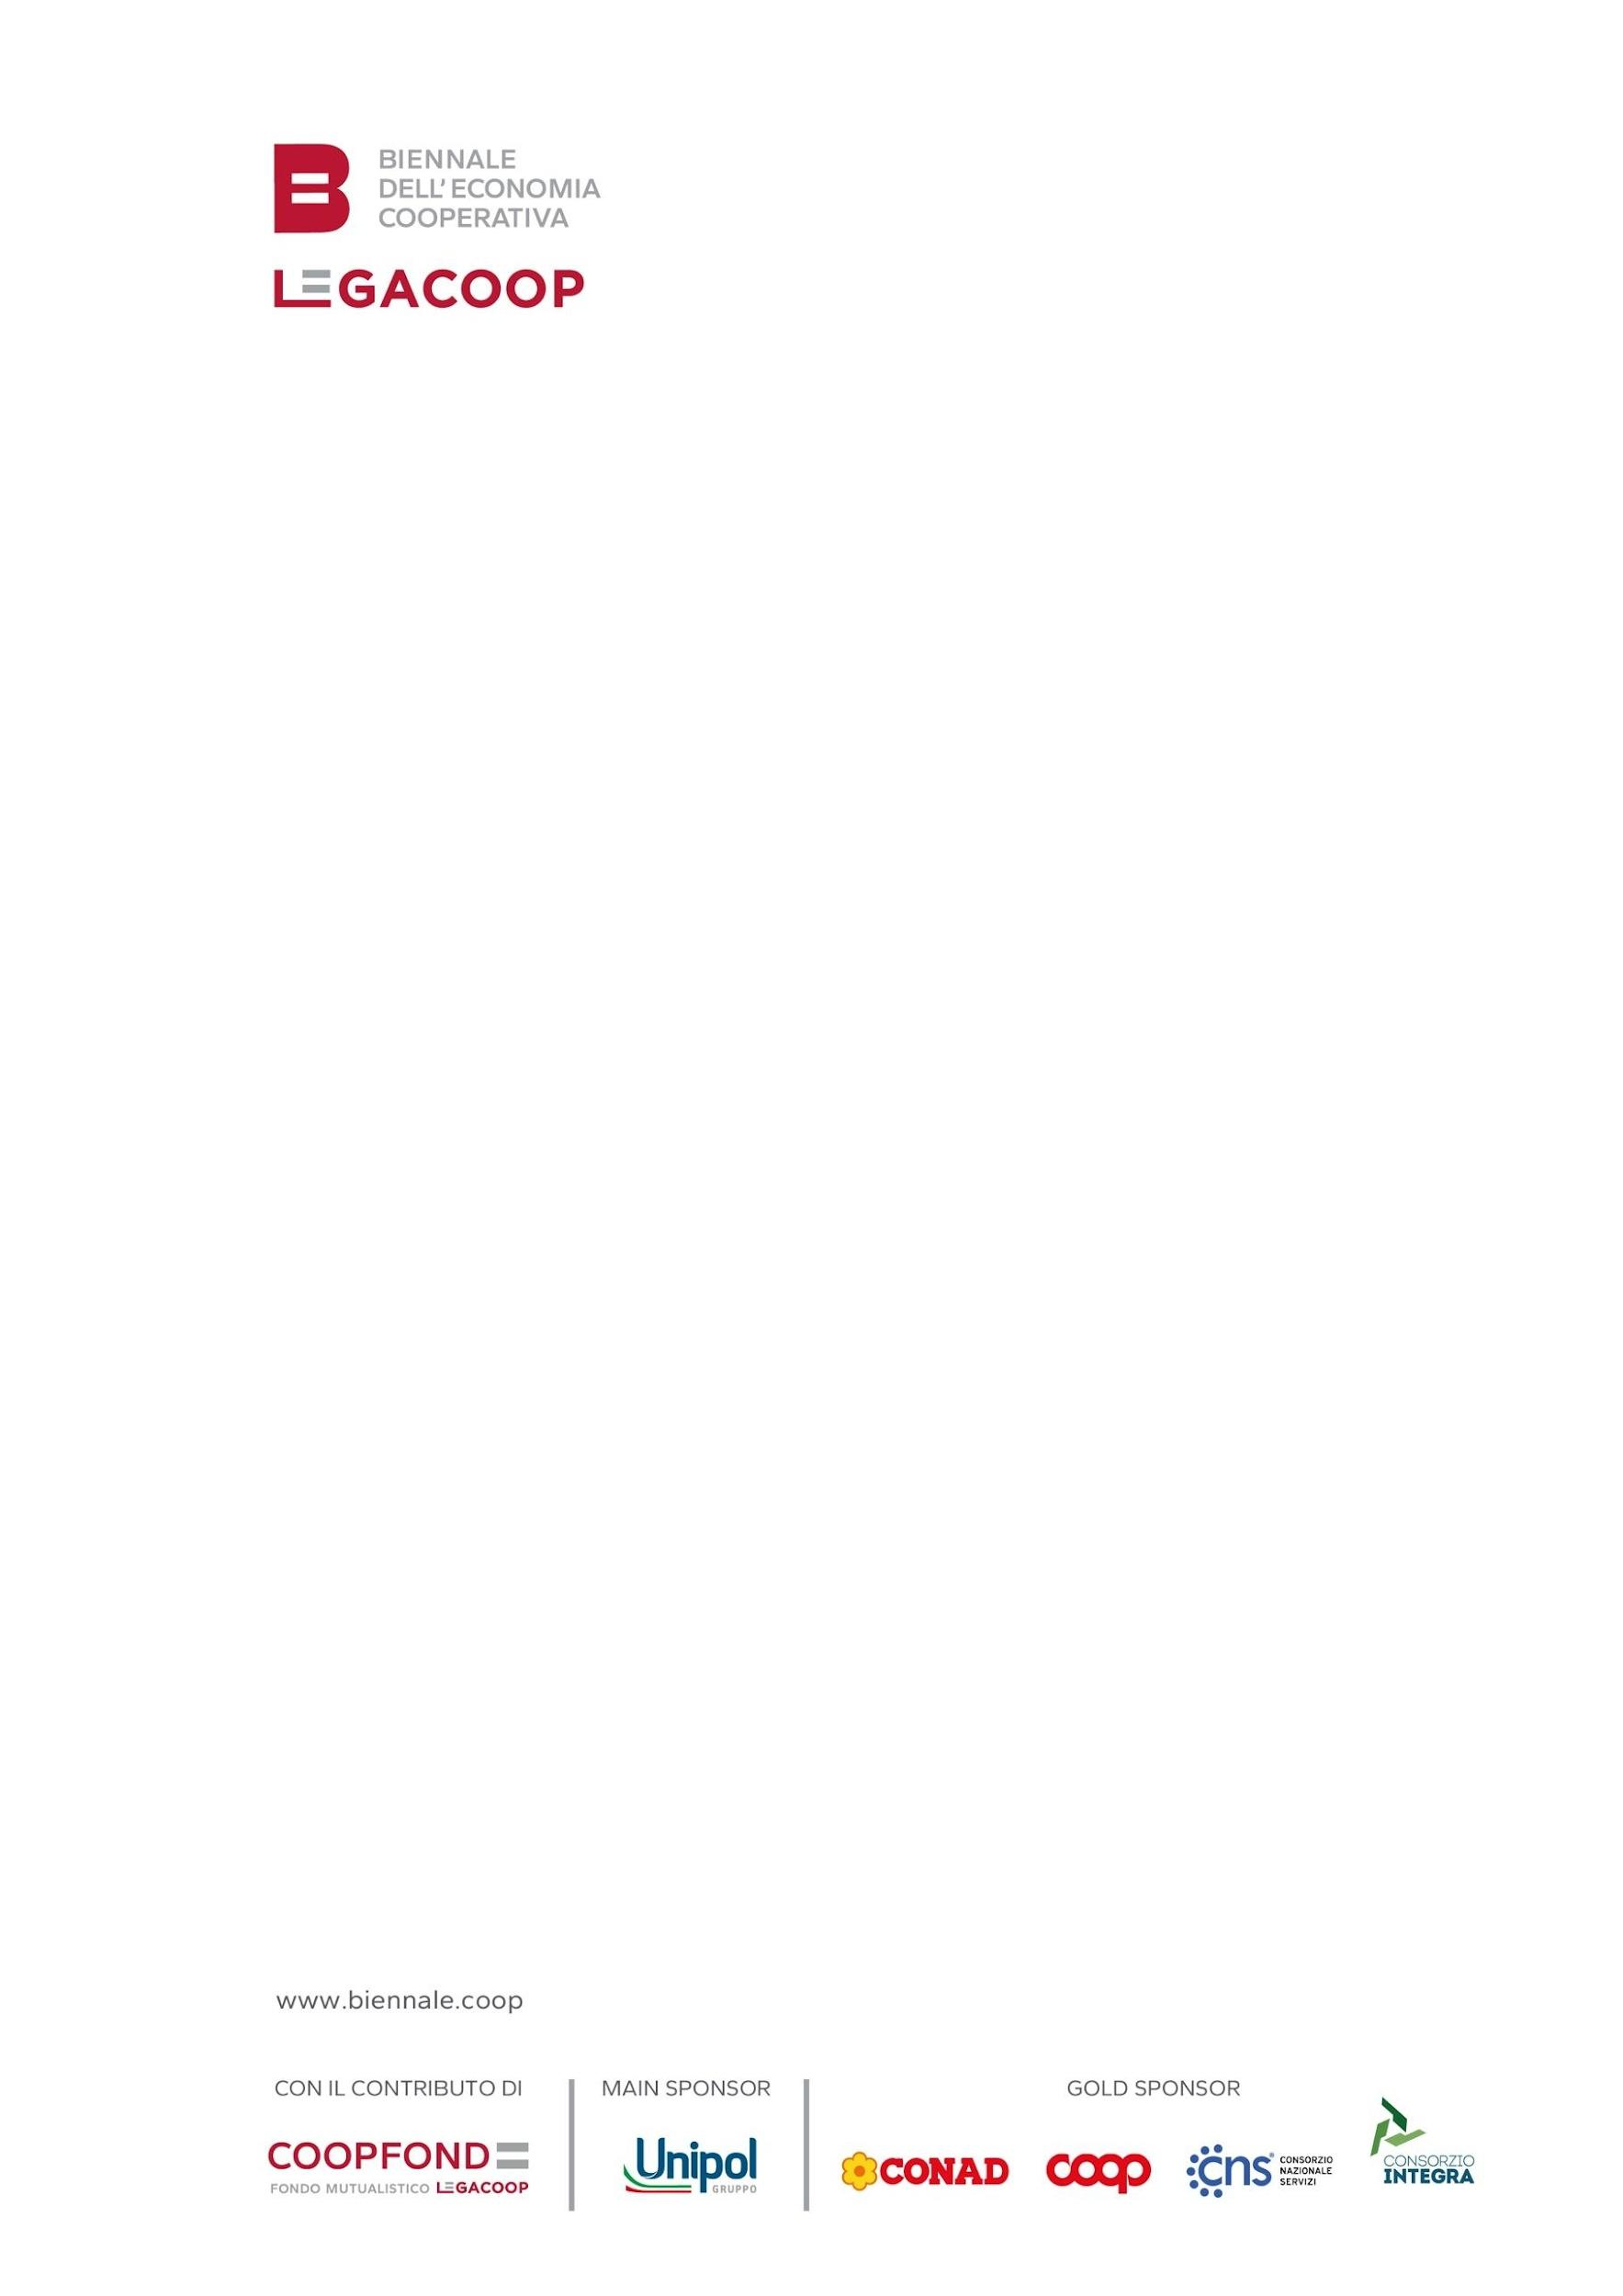 B BIENNALE
DELL' ECONOMIA
COOPERATIVA
LEGACOOP
www.biennale.coop
CON IL CONTRIBUTO DI
COOPFOND
FONDO MUTUALISTICO LEGACOOP
MAIN SPONSOR
Unipol
GRUPPO
GOLD SPONSOR
CONAD
coop
cns® CONSORZIO
NAZIONALE
SERVIZI
CONSORZIO
INTEGRA